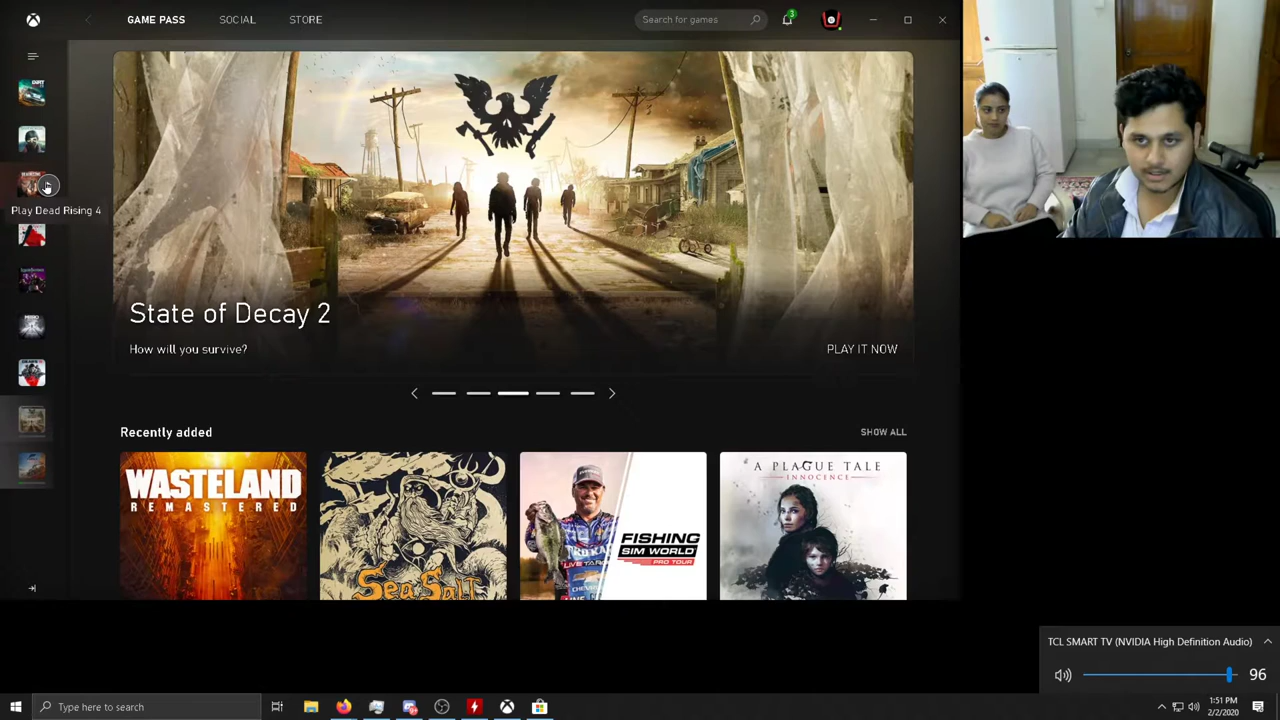 GAME PASS
SOCIAL
STORE
Search for games
3
DIRT
Play Dead Rising 4
State of Decay 2
How will you survive?
PLAY IT NOW
Recently added
SHOW ALL
WASTELAND
REMASTERED
Sea Salt
FISHING
SIM WORLD
PRO TOUR
A PLAGUE TALE
INNOCENCE
TCL SMART TV (NVIDIA High Definition Audio)
96
Type here to search
1:51 PM
2/2/2020